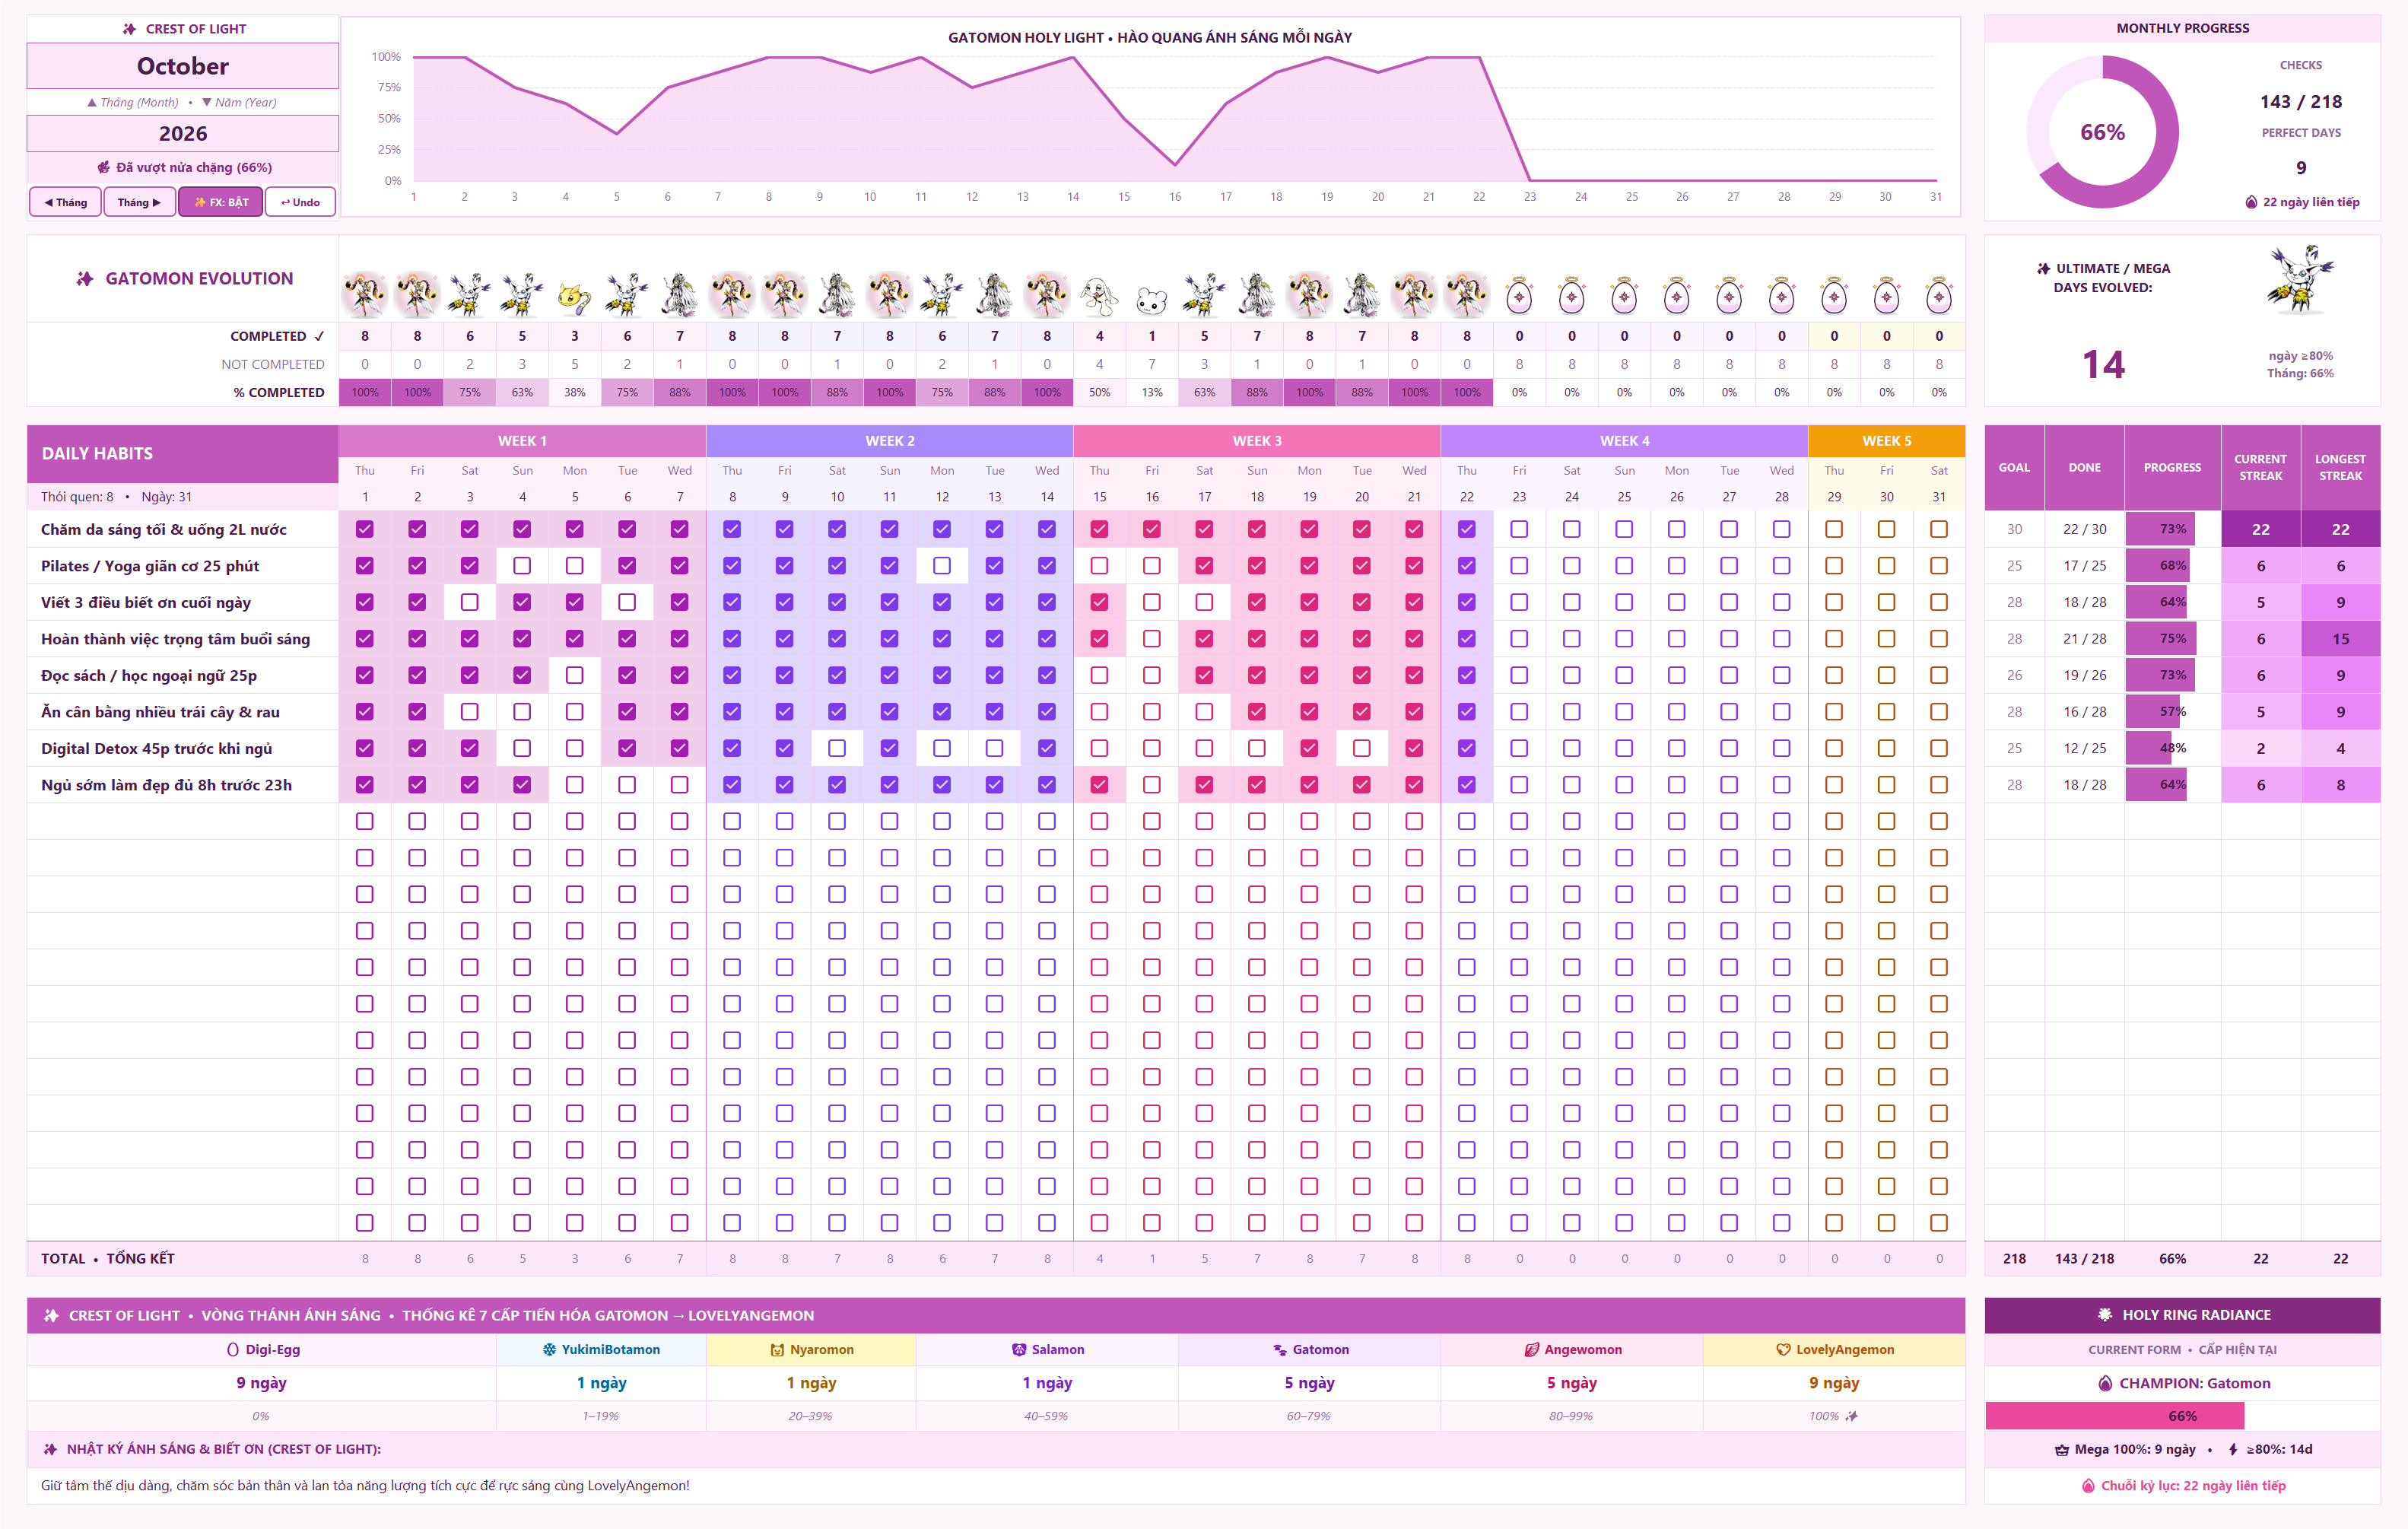 CREST OF LIGHT
October
▲ Tháng (Month) • ▼ Năm (Year)
2026
Đã vượt nửa chặng (66%)
◀ Tháng Tháng ▶ FX: BẬT ↩ Undo
GATOMON HOLY LIGHT • HÀO QUANG ÁNH SÁNG MỖI NGÀY
100%
75%
50%
25%
0%
1 2 3 4 5 6 7 8 9 10 11 12 13 14 15 16 17 18 19 20 21 22 23 24 25 26 27 28 29 30 31
MONTHLY PROGRESS
66%
CHECKS
143 / 218
PERFECT DAYS
9
22 ngày liên tiếp
GATOMON EVOLUTION
COMPLETED ✓ 8 8 6 5 3 6 7 8 8 7 8 6 7 8 4 1 5 7 8 7 8 8 0 0 0 0 0 0 0 0 0
NOT COMPLETED 0 0 2 3 5 2 1 0 0 1 0 2 1 0 4 7 3 1 0 1 0 0 8 8 8 8 8 8 8 8 8
% COMPLETED 100% 100% 75% 63% 38% 75% 88% 100% 100% 88% 100% 75% 88% 100% 50% 13% 63% 88% 100% 88% 100% 100% 0% 0% 0% 0% 0% 0% 0% 0% 0%
ULTIMATE / MEGA
DAYS EVOLVED:
14
ngày ≥80%
Tháng: 66%
DAILY HABITS
WEEK 1 WEEK 2 WEEK 3 WEEK 4 WEEK 5
Thu Fri Sat Sun Mon Tue Wed Thu Fri Sat Sun Mon Tue Wed Thu Fri Sat Sun Mon Tue Wed Thu Fri Sat Sun Mon Tue Wed Thu Fri Sat
Thói quen: 8 • Ngày: 31 1 2 3 4 5 6 7 8 9 10 11 12 13 14 15 16 17 18 19 20 21 22 23 24 25 26 27 28 29 30 31
GOAL DONE PROGRESS CURRENT STREAK LONGEST STREAK
Chăm da sáng tối & uống 2L nước 30 22 / 30 73% 22 22
Pilates / Yoga giãn cơ 25 phút 25 17 / 25 68% 6 6
Viết 3 điều biết ơn cuối ngày 28 18 / 28 64% 5 9
Hoàn thành việc trọng tâm buổi sáng 28 21 / 28 75% 6 15
Đọc sách / học ngoại ngữ 25p 26 19 / 26 73% 6 9
Ăn cân bằng nhiều trái cây & rau 28 16 / 28 57% 5 9
Digital Detox 45p trước khi ngủ 25 12 / 25 48% 2 4
Ngủ sớm làm đẹp đủ 8h trước 23h 28 18 / 28 64% 6 8
TOTAL • TỔNG KẾT 8 8 6 5 3 6 7 8 8 7 8 6 7 8 4 1 5 7 8 7 8 8 0 0 0 0 0 0 0 0 0 218 143 / 218 66% 22 22
CREST OF LIGHT • VÒNG THÁNH ÁNH SÁNG • THỐNG KÊ 7 CẤP TIẾN HÓA GATOMON → LOVELYANGEMON
Digi-Egg YukimiBotamon Nyaromon Salamon Gatomon Angewomon LovelyAngemon
9 ngày 1 ngày 1 ngày 1 ngày 5 ngày 5 ngày 9 ngày
0% 1–19% 20–39% 40–59% 60–79% 80–99% 100%
NHẬT KÝ ÁNH SÁNG & BIẾT ƠN (CREST OF LIGHT):
Giữ tâm thế dịu dàng, chăm sóc bản thân và lan tỏa năng lượng tích cực để rực sáng cùng LovelyAngemon!
HOLY RING RADIANCE
CURRENT FORM • CẤP HIỆN TẠI
CHAMPION: Gatomon
66%
Mega 100%: 9 ngày • ≥80%: 14d
Chuỗi kỷ lục: 22 ngày liên tiếp